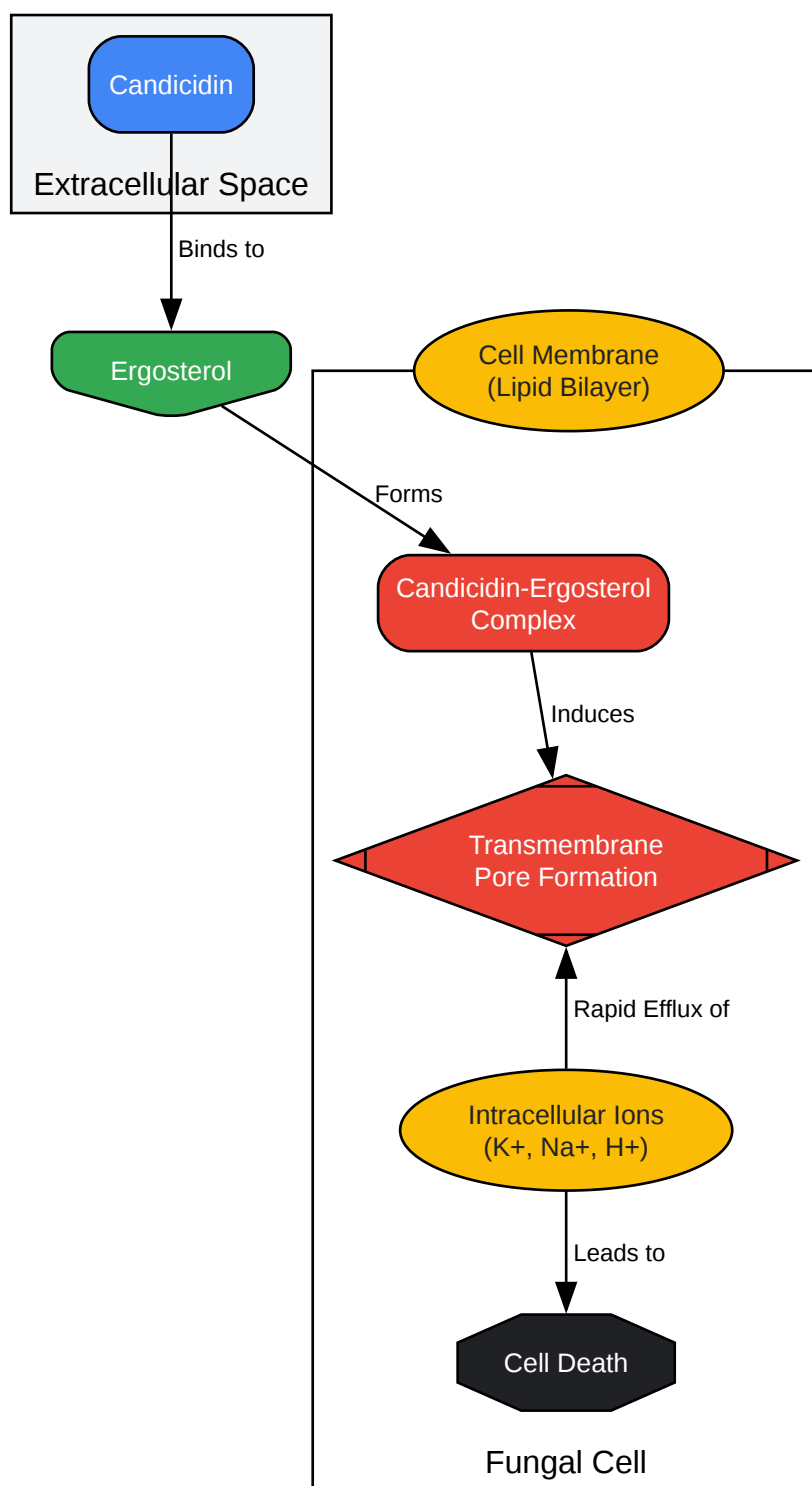 Candicidin
Extracellular Space
Binds to
Ergosterol
Cell Membrane
(Lipid Bilayer)
Forms
Candicidin-Ergosterol
Complex
Induces
Transmembrane
Pore Formation
Rapid Efflux of
Intracellular Ions
(K+, Na+, H+)
Leads to
Cell Death
Fungal Cell